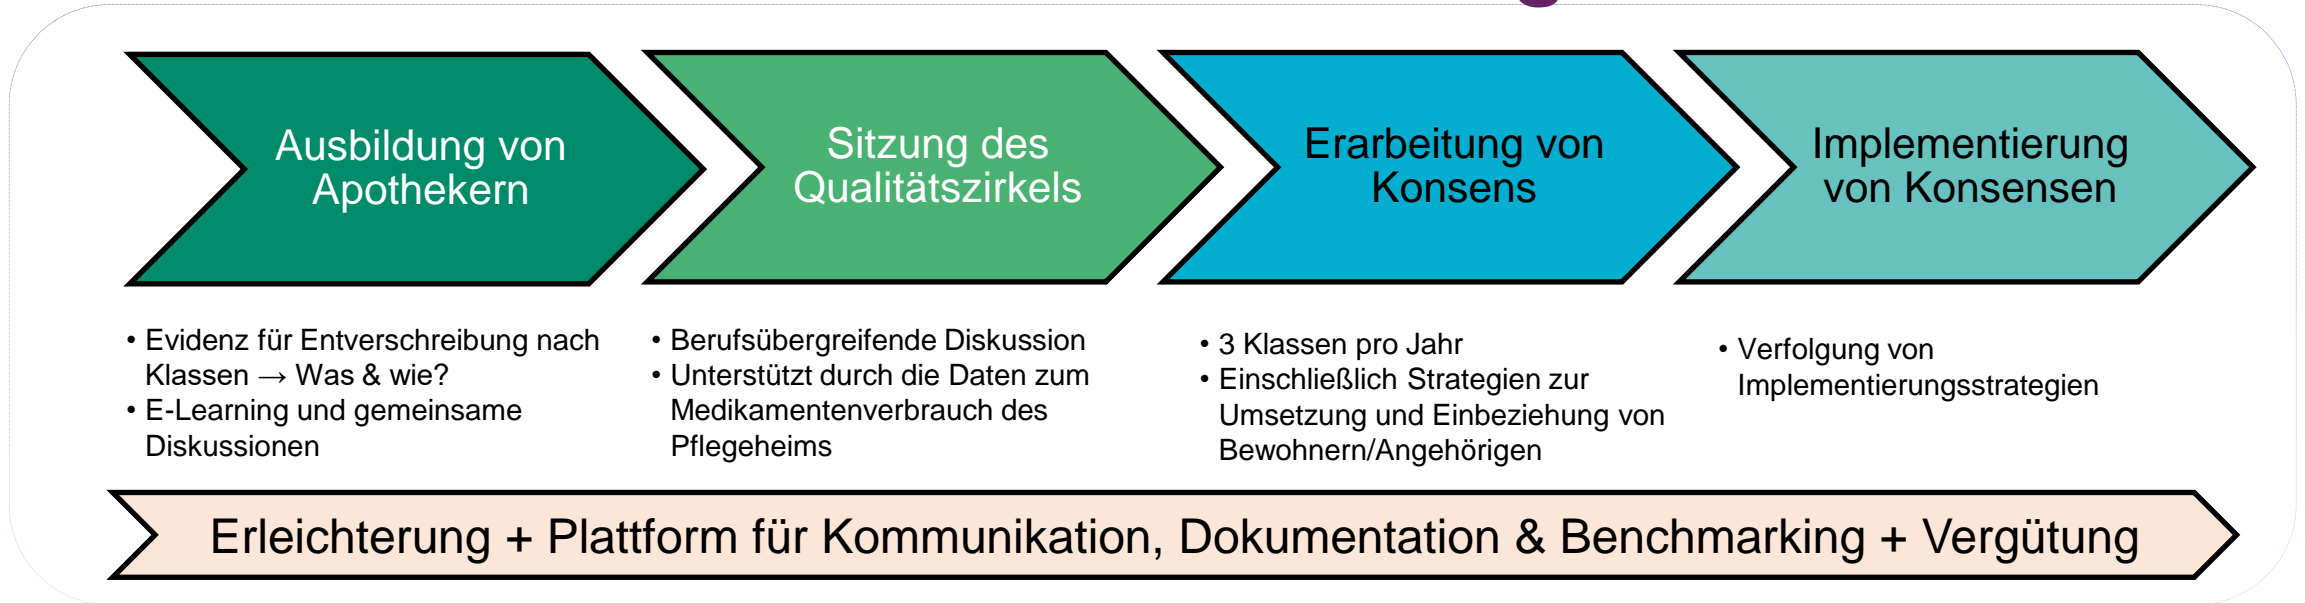 Ausbildung von
Apothekern
Sitzung des
Qualitätszirkels
Erarbeitung von
Konsens
Implementierung
von Konsensen
• Evidenz für Entverschreibung nach
Klassen → Was & wie?
• E-Learning und gemeinsame
Diskussionen
• Berufsübergreifende Diskussion
• Unterstützt durch die Daten zum
Medikamentenverbrauch des
Pflegeheims
• 3 Klassen pro Jahr
• Einschließlich Strategien zur
Umsetzung und Einbeziehung von
Bewohnern/Angehörigen
• Verfolgung von
Implementierungsstrategien
Erleichterung + Plattform für Kommunikation, Dokumentation & Benchmarking + Vergütung